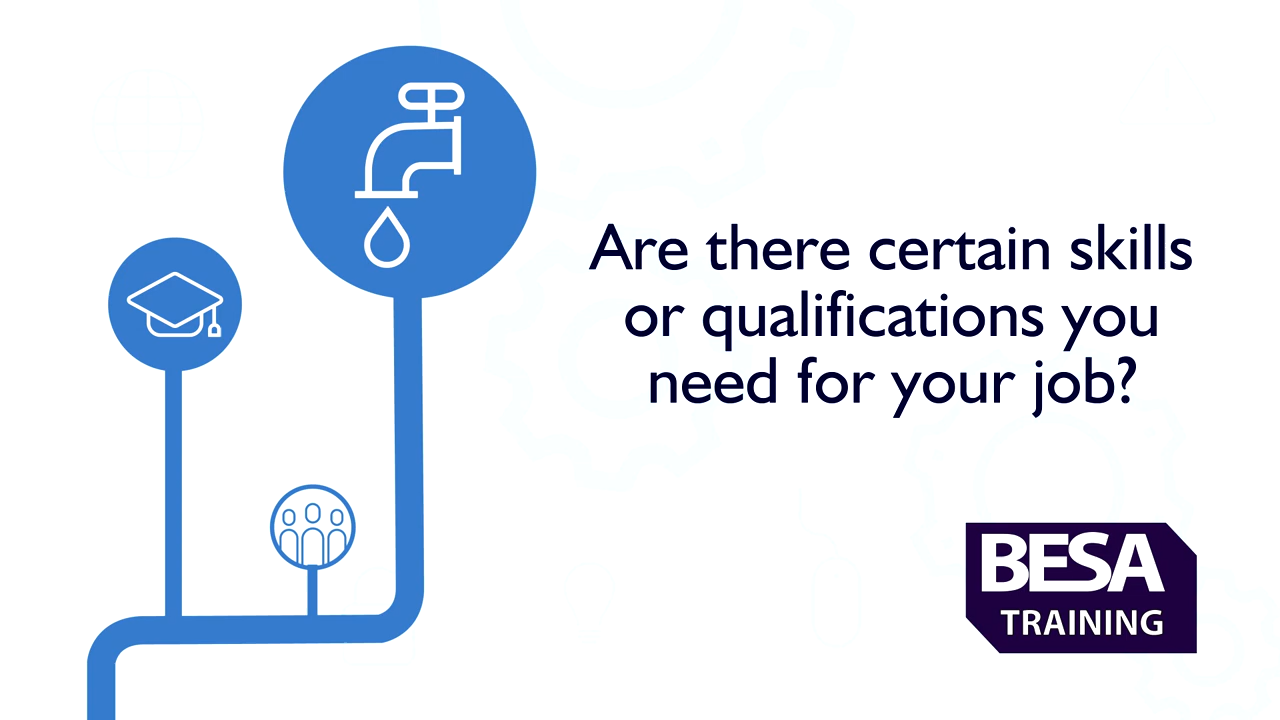 Are there certain skills
or qualifications you
need for your job?
BESA
TRAINING